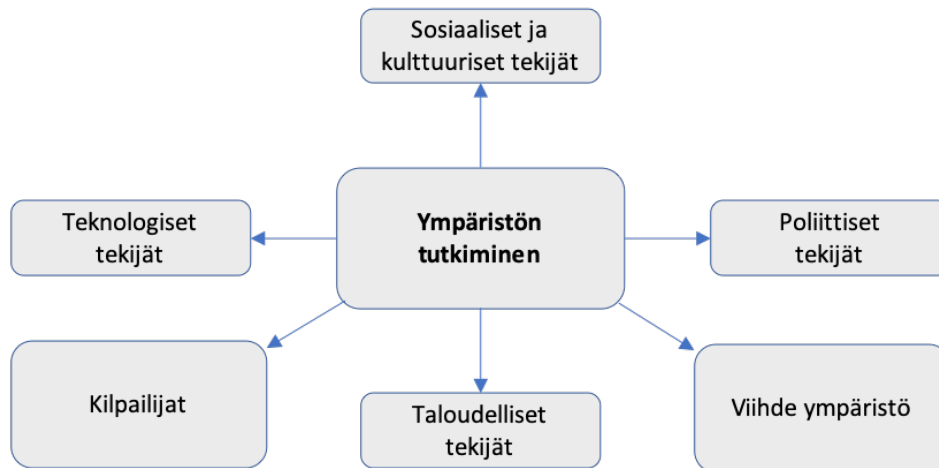 Sosiaaliset ja
kulttuuriset tekijät
Teknologiset
tekijät
Ympäristön
tutkiminen
Poliittiset
tekijät
Kilpailijat
Taloudelliset
tekijät
Viihde ympäristö